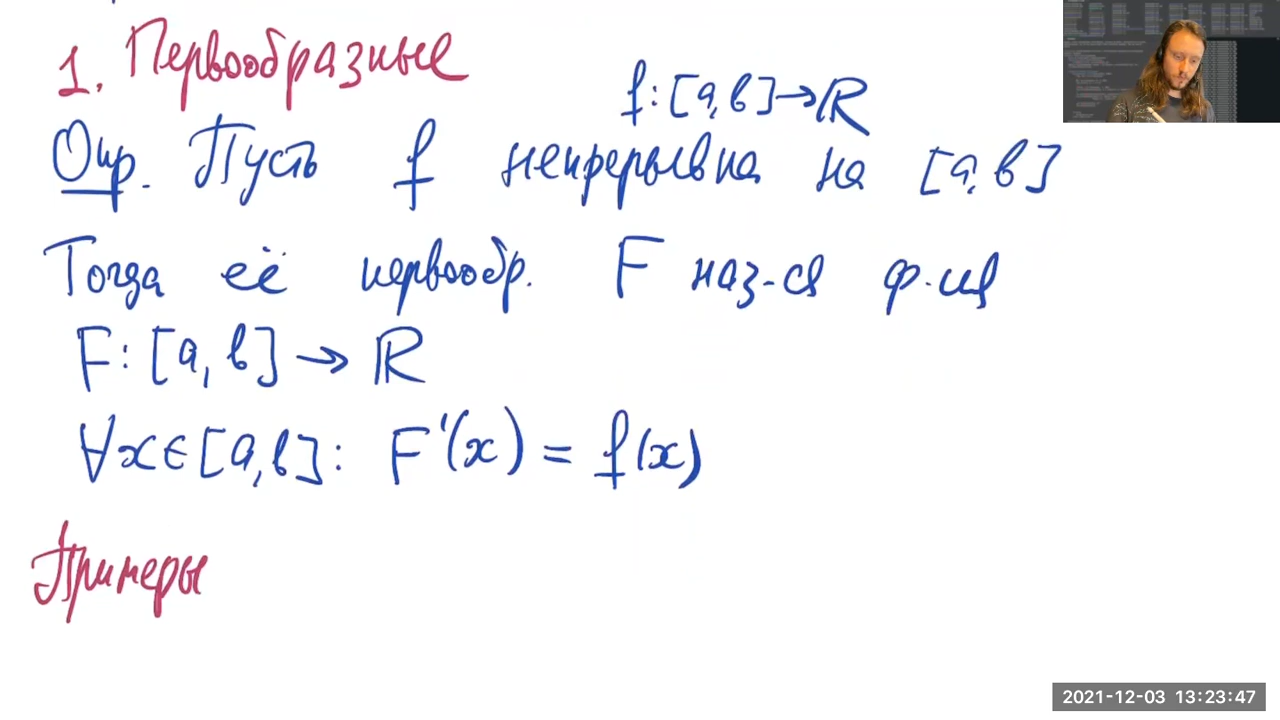 1. Первообразные
f: [a, b] → ℝ
Опр. Пусть f непрерывна на [a, b]
Тогда её первообр. F наз-ся ф-ия
F: [a, b] → ℝ
∀x∈[a, b]: F'(x) = f(x)
Примеры
2021-12-03 13:23:47